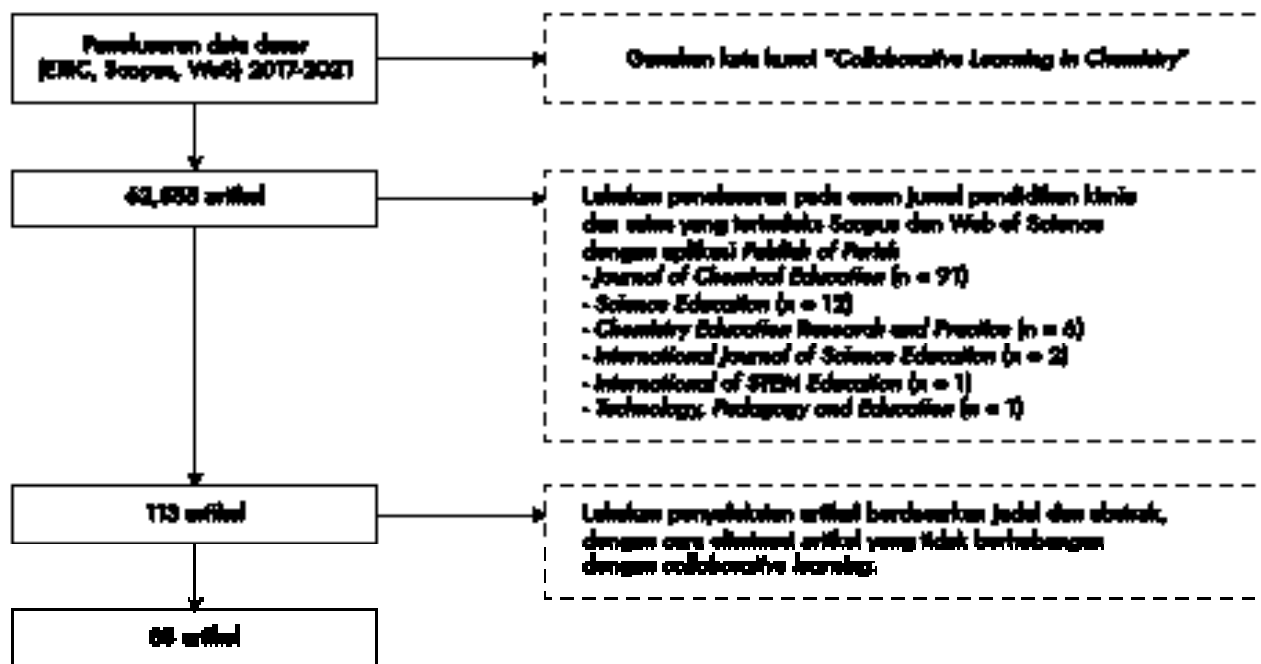 Penelusuran data dasar
(ERIC, Scopus, WoS) 2017-2021
Gunakan kata kunci "Collaborative Learning in Chemistry"
artikel
Lakukan penelusuran pada enam jurnal pendidikan kimia
dan sains yang terindeks Scopus dan Web of Science
dengan aplikasi Publish of Perish
- Journal of Chemical Education (n = 91)
- Science Education (n = 12)
- Chemistry Education Research and Practice (n = 6)
- International Journal of Science Education (n = 2)
- International of STEM Education (n = 1)
- Technology, Pedagogy and Education (n = 1)
113 artikel
Lakukan penyeleksian artikel berdasarkan judul dan abstrak,
dengan cara eliminasi artikel yang tidak berhubungan
dengan collaborative learning.
artikel